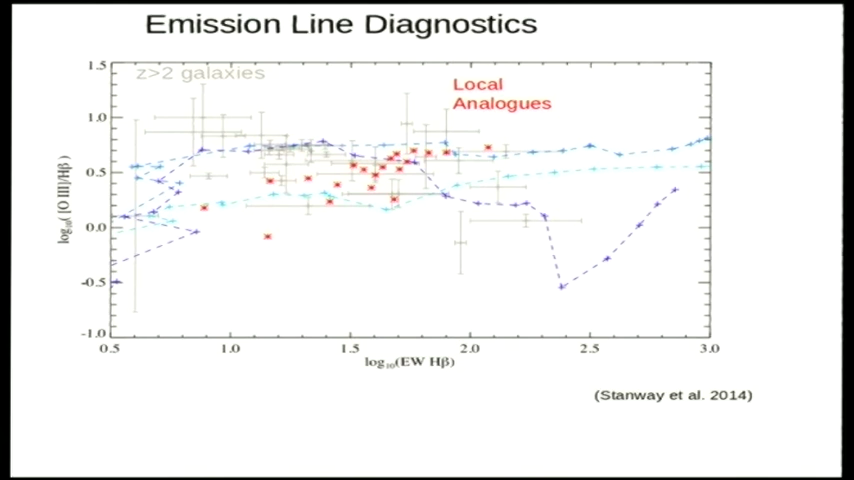 Emission Line Diagnostics
z>2 galaxies
Local
Analogues
log₁₀( [O III]/Hβ )
1.5
1.0
0.5
0.0
-0.5
-1.0
0.5
1.0
1.5
2.0
2.5
3.0
log₁₀(EW Hβ)
(Stanway et al. 2014)